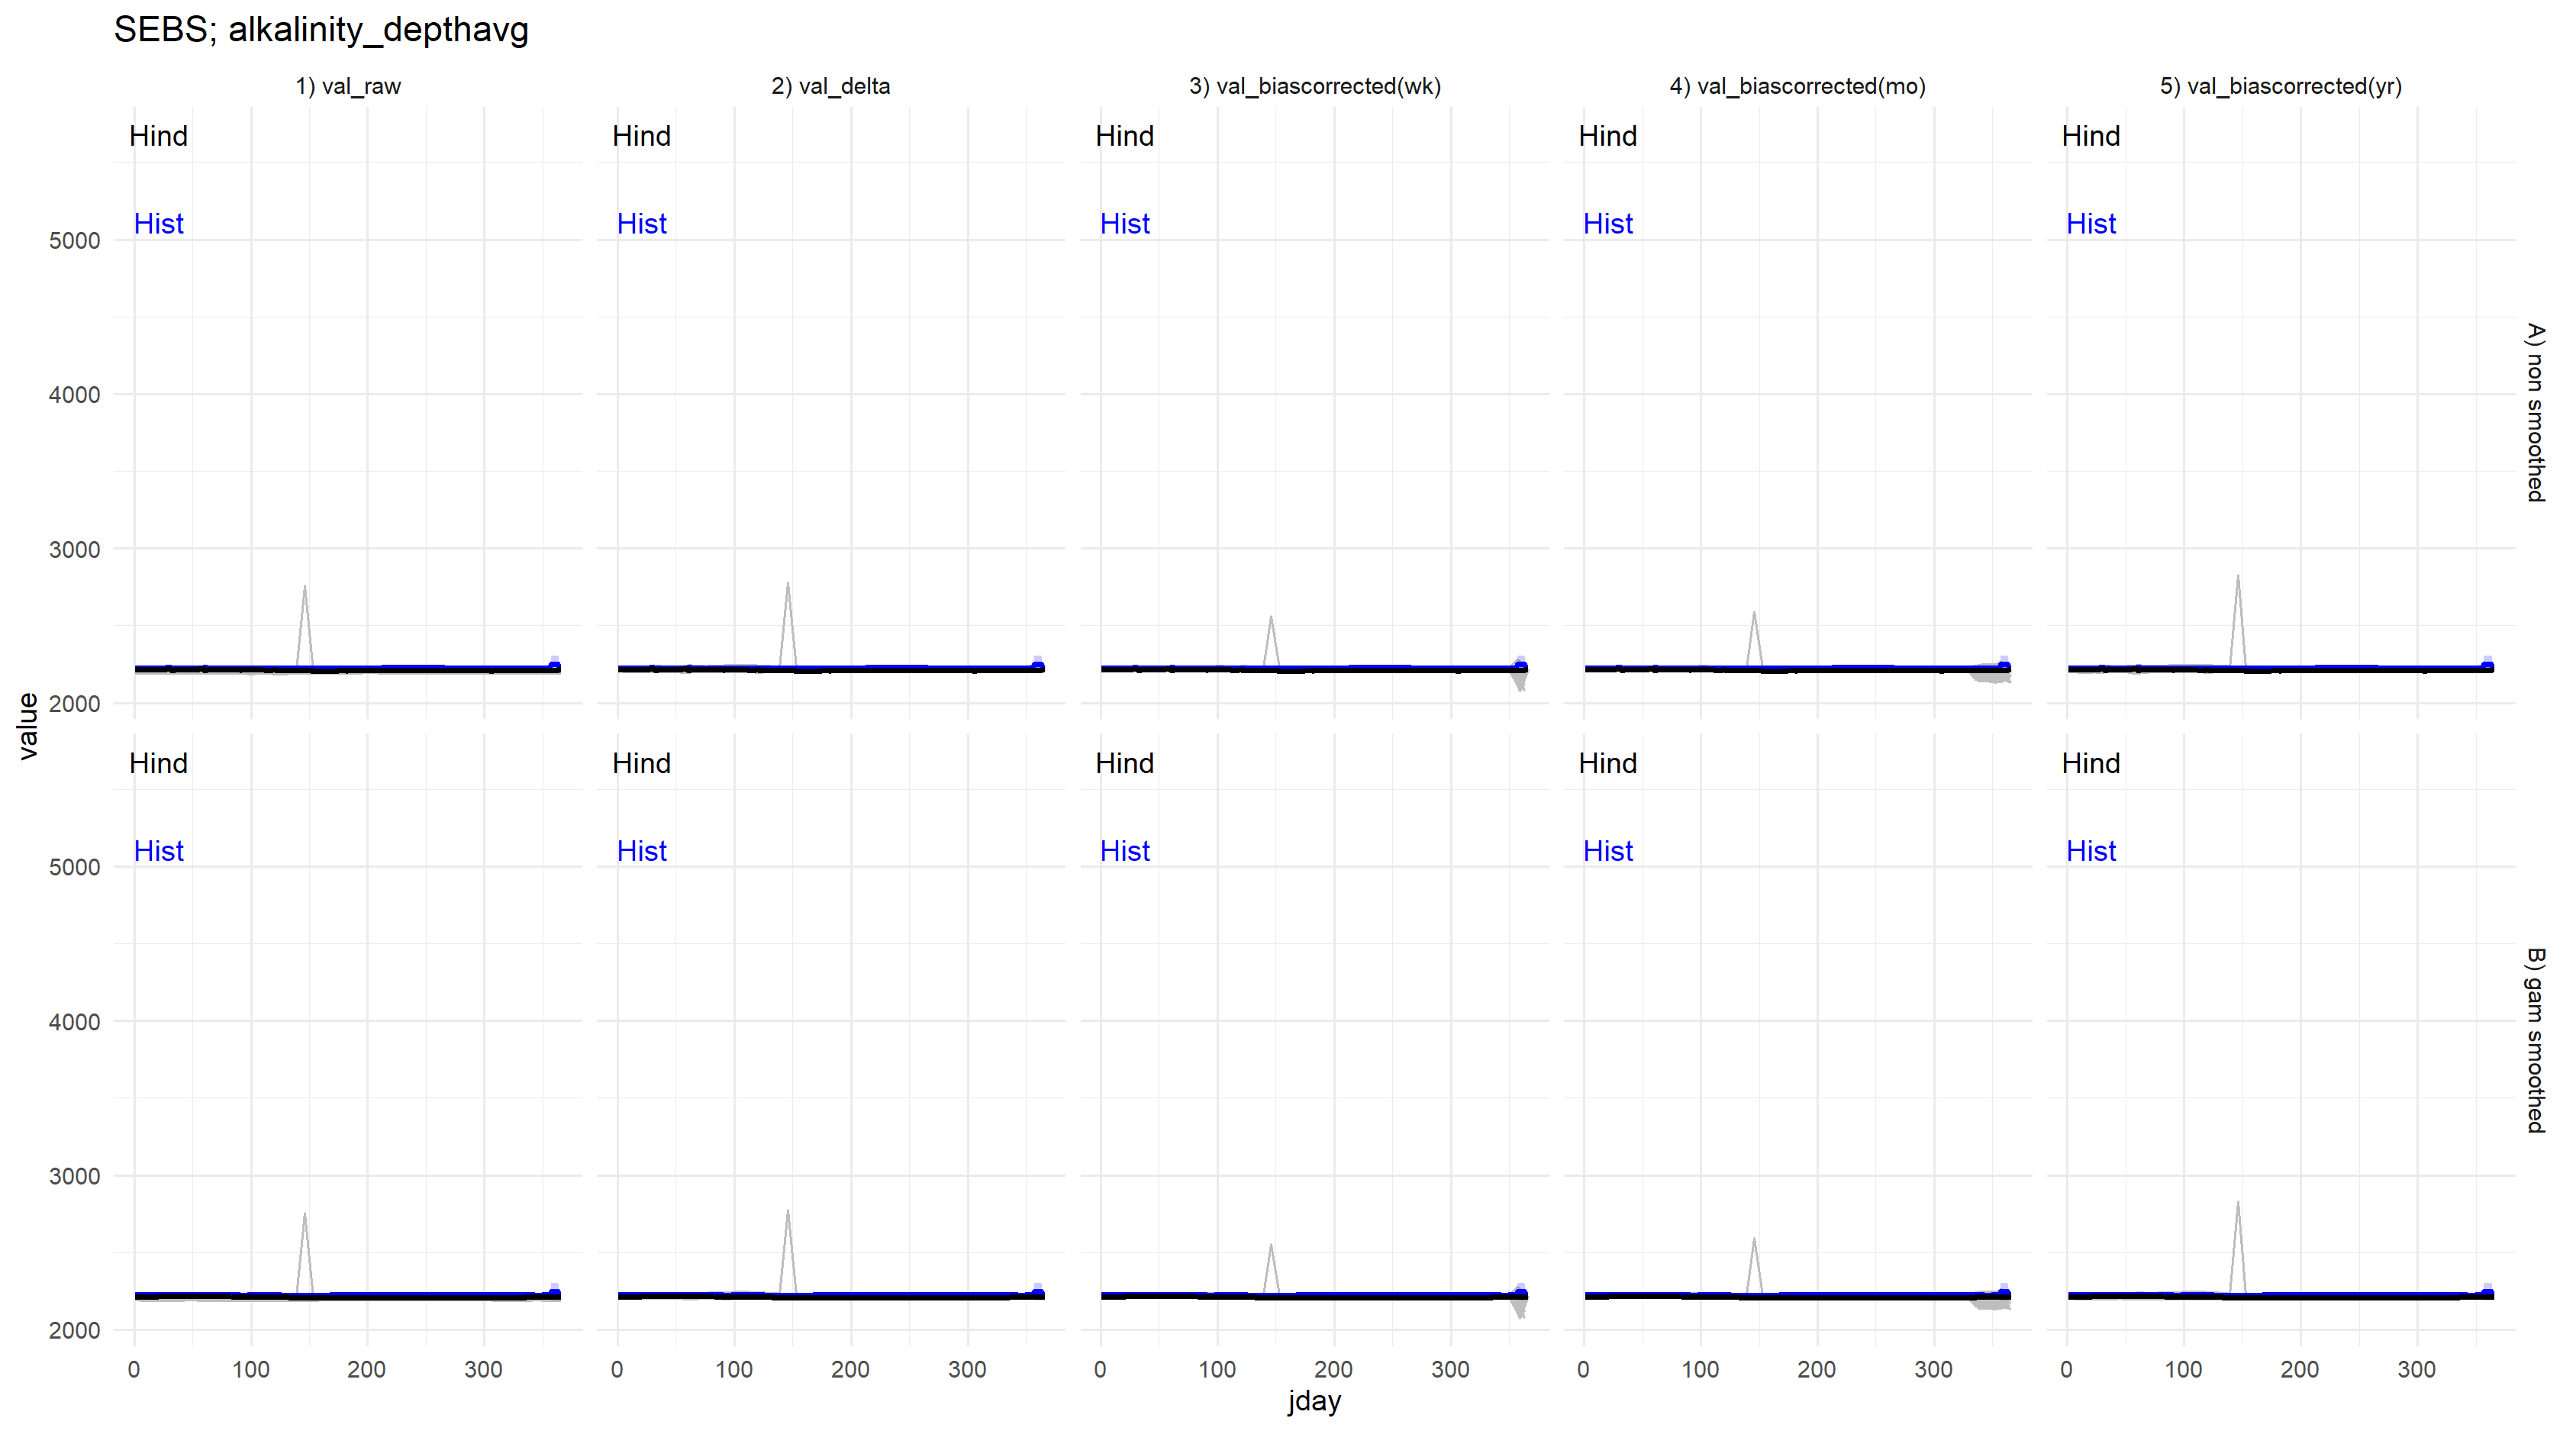 SEBS; alkalinity_depthavg
1) val_raw
2) val_delta
3) val_biascorrected(wk)
4) val_biascorrected(mo)
5) val_biascorrected(yr)
Hind
Hind
Hind
Hind
Hind
Hist
Hist
Hist
Hist
Hist
5000
4000
3000
2000
A) non smoothed
value
Hind
Hind
Hind
Hind
Hind
Hist
Hist
Hist
Hist
Hist
5000
4000
3000
2000
B) gam smoothed
0 100 200 300
0 100 200 300
0 100 200 300
0 100 200 300
0 100 200 300
jday